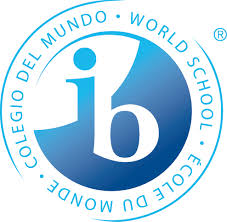 COLEGIO DEL MUNDO · WORLD SCHOOL · ÉCOLE DU MONDE ·
ib
®